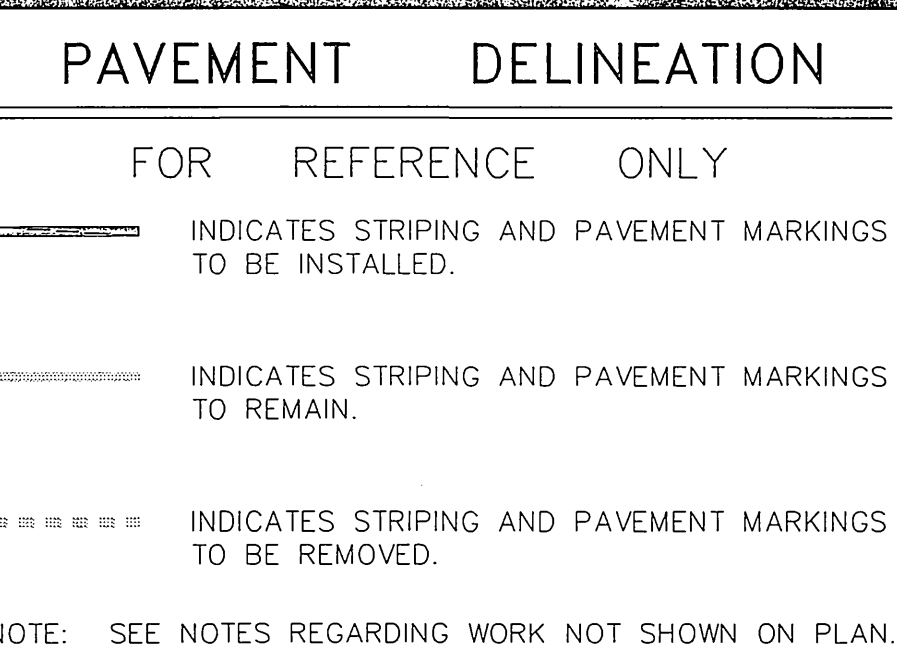 PAVEMENT DELINEATION
FOR REFERENCE ONLY
INDICATES STRIPING AND PAVEMENT MARKINGS
TO BE INSTALLED.
INDICATES STRIPING AND PAVEMENT MARKINGS
TO REMAIN.
INDICATES STRIPING AND PAVEMENT MARKINGS
TO BE REMOVED.
NOTE: SEE NOTES REGARDING WORK NOT SHOWN ON PLAN.